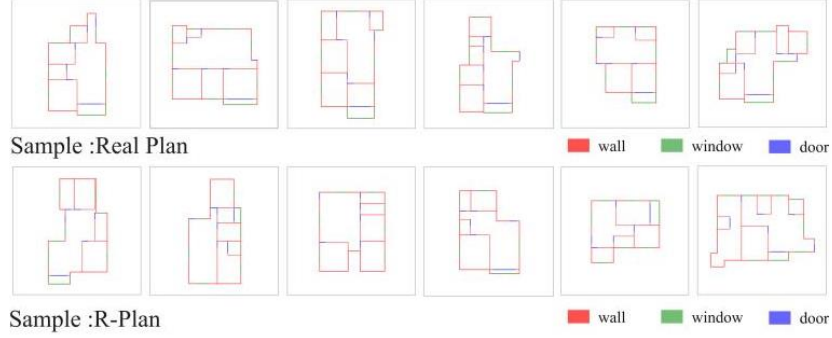 Sample :Real Plan
wall window door
Sample :R-Plan
wall window door